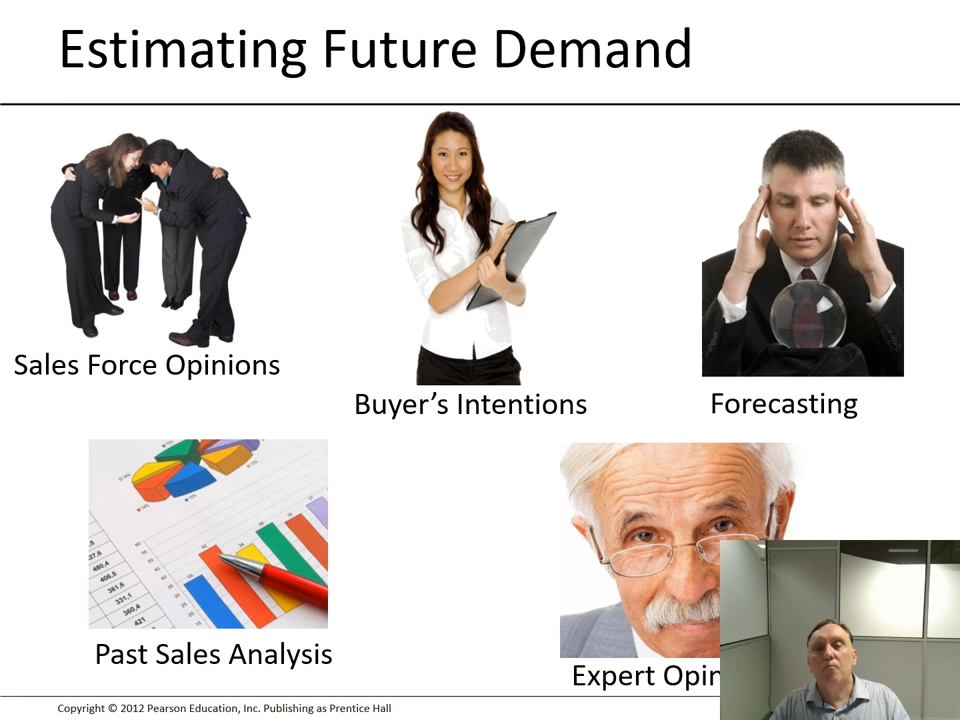 Estimating Future Demand
Sales Force Opinions
Buyer’s Intentions
Forecasting
Past Sales Analysis
Expert
Copyright © 2012 Pearson Education, Inc. Publishing as Prentice Hall